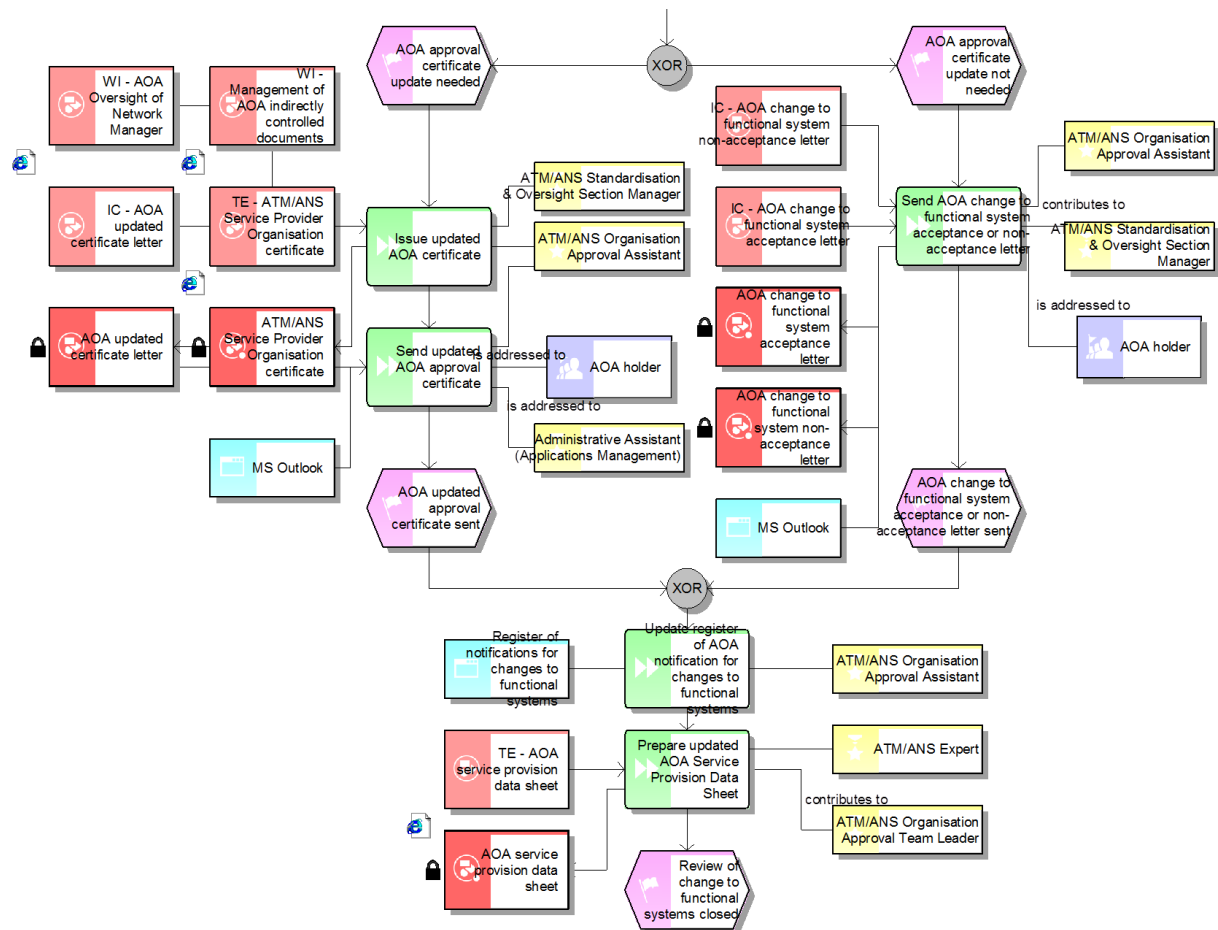 AOA approval
certificate
update needed
XOR
AOA approval
certificate
update not
needed
WI - AOA
Oversight of
Network
Manager
WI -
Management of
AOA indirectly
controlled
documents
IC - AOA change to
functional system
non-acceptance letter
ATM/ANS Organisation
Approval Assistant
ATM/ANS Standardisation
& Oversight Section Manager
IC - AOA
updated
certificate letter
TE - ATM/ANS
Service Provider
Organisation
certificate
Issue updated
AOA certificate
ATM/ANS Organisation
Approval Assistant
IC - AOA change to
functional system
acceptance letter
Send AOA change to
functional system
acceptance or non-
acceptance letter
contributes to
ATM/ANS Standardisation
& Oversight Section
Manager
AOA updated
certificate letter
ATM/ANS
Service Provider
Organisation
certificate
Send updated
AOA approval
certificate
is addressed to
AOA holder
AOA change to
functional
system
acceptance
letter
is addressed to
AOA holder
is addressed to
Administrative Assistant
(Applications Management)
AOA change to
functional
system non-
acceptance
letter
MS Outlook
AOA updated
approval
certificate sent
MS Outlook
AOA change to
functional system
acceptance or non-
acceptance letter sent
XOR
Register of
notifications for
changes to
functional
systems
Update register
of AOA
notification for
changes to
functional
systems
ATM/ANS Organisation
Approval Assistant
TE - AOA
service provision
data sheet
Prepare updated
AOA Service
Provision Data
Sheet
ATM/ANS Expert
contributes to
ATM/ANS Organisation
Approval Team Leader
AOA service
provision data
sheet
Review of
change to
functional
systems closed